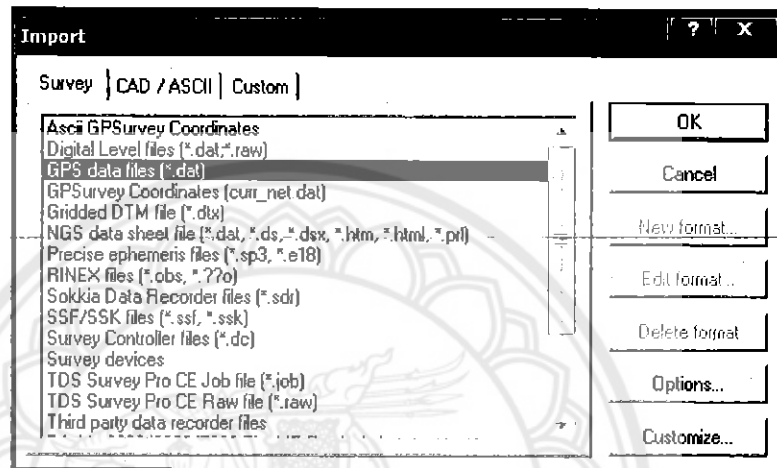 Import
? X
Survey CAD / ASCII Custom
Ascii GPSurvey Coordinates
Digital Level files (*.dat;*.raw)
GPS data files (*.dat)
GPSurvey Coordinates (curr_net.dat)
Gridded DTM file (*.dtx)
NGS data sheet file (*.dat, *.ds, *.dsx, *.htm, *.html, *.prl)
Precise ephemeris files (*.sp3, *.e18)
RINEX files (*.obs, *.??o)
Sokkia Data Recorder files (*.sdr)
SSF/SSK files (*.ssf, *.ssk)
Survey Controller files (*.dc)
Survey devices
TDS Survey Pro CE Job file (*.job)
TDS Survey Pro CE Raw file (*.raw)
Third party data recorder files
OK
Cancel
New format...
Edit format...
Delete format
Options...
Customize...